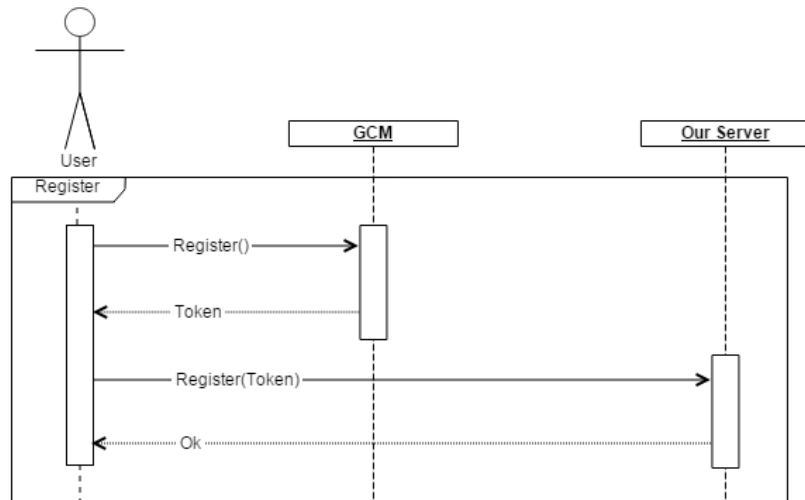 GCM
Our Server
User
Register
Register()
Token
Register(Token)
Ok